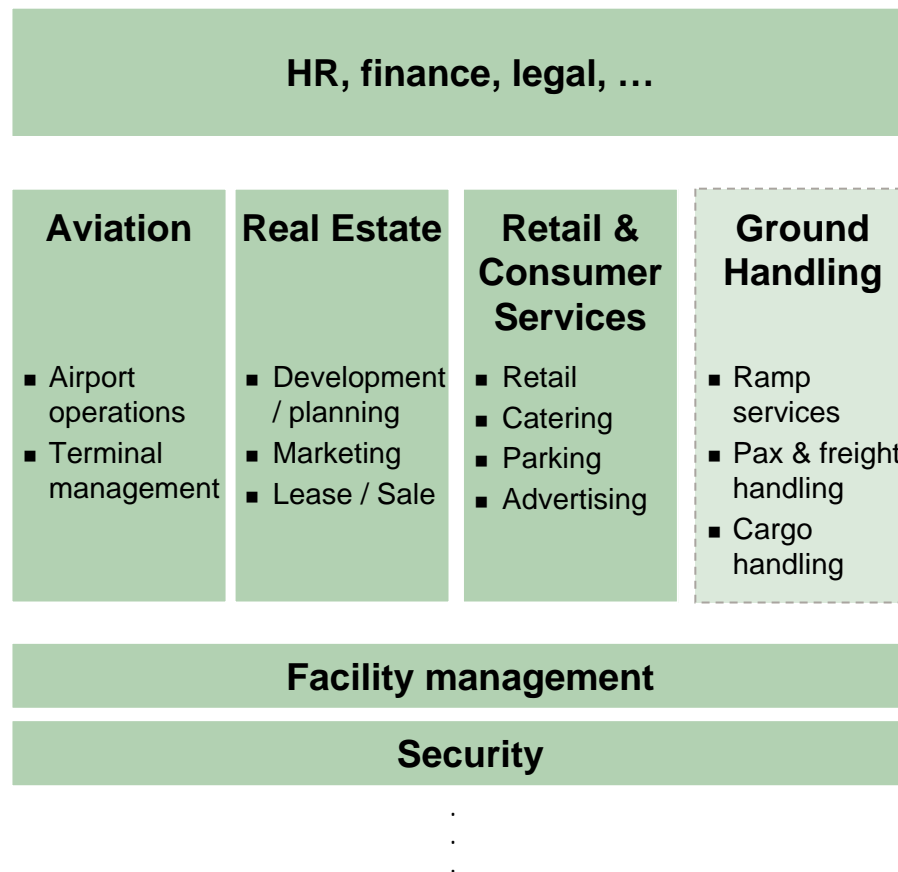 HR, finance, legal, …
Aviation
▪ Airport
operations
▪ Terminal
management
Real Estate
▪ Development
/ planning
▪ Marketing
▪ Lease / Sale
Retail &
Consumer
Services
▪ Retail
▪ Catering
▪ Parking
▪ Advertising
Ground
Handling
▪ Ramp
services
▪ Pax & freight
handling
▪ Cargo
handling
Facility management
Security
.
.
.